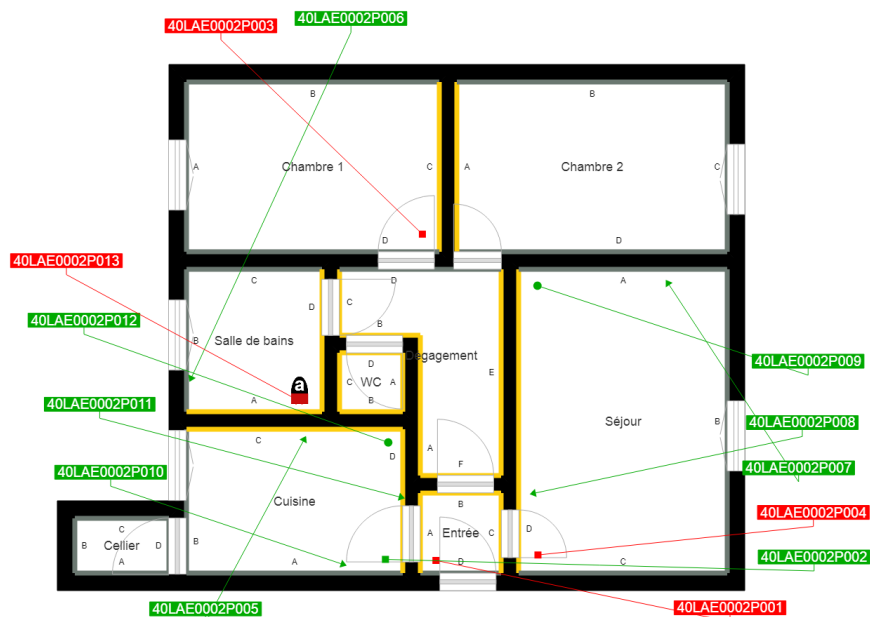 40LAE0002P006
40LAE0002P003
B
B
A
Chambre 1
C
A
Chambre 2
C
D
D
40LAE0002P013
C
D
A
D
C
40LAE0002P012
B
B
Salle de bains
Dégagement
40LAE0002P009
D
E
C
WC
A
a
A
B
40LAE0002P011
Séjour
B
40LAE0002P008
C
D
A
F
40LAE0002P010
40LAE0002P007
Cuisine
B
40LAE0002P004
C
A
Entrée
C
D
B
Cellier
D
B
A
A
D
C
40LAE0002P002
40LAE0002P005
40LAE0002P001